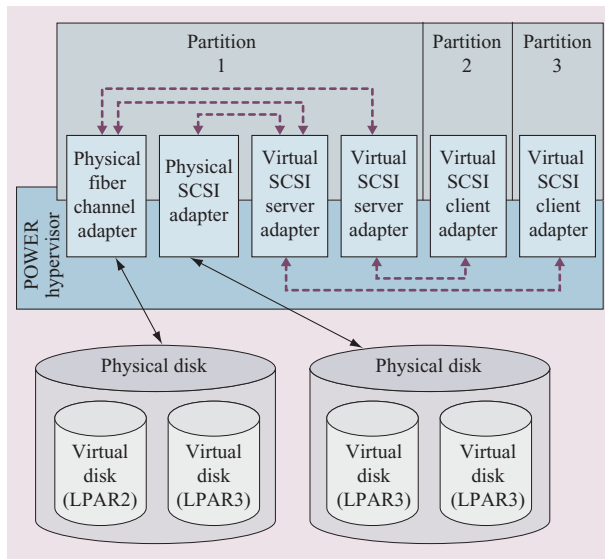 Partition
1
Partition
2
Partition
3
Physical
fiber
channel
adapter
Physical
SCSI
adapter
Virtual
SCSI
server
adapter
Virtual
SCSI
server
adapter
Virtual
SCSI
client
adapter
Virtual
SCSI
client
adapter
POWER
hypervisor
Physical disk
Virtual
disk
(LPAR2)
Virtual
disk
(LPAR3)
Physical disk
Virtual
disk
(LPAR3)
Virtual
disk
(LPAR3)